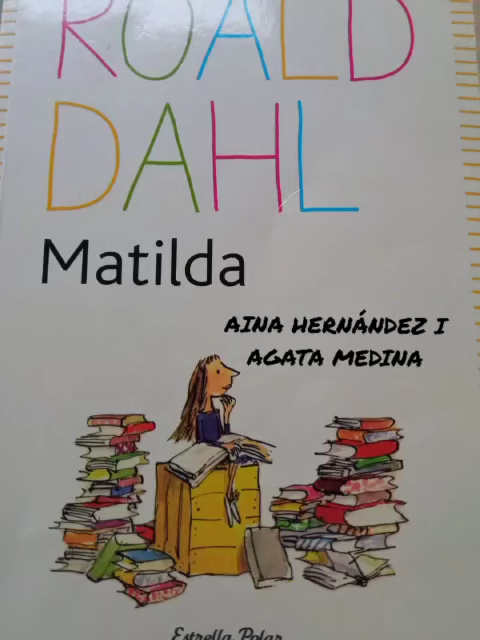 ROALD
DAHL
Matilda
AINA HERNÁNDEZ I
AGATA MEDINA
Estrella Polar